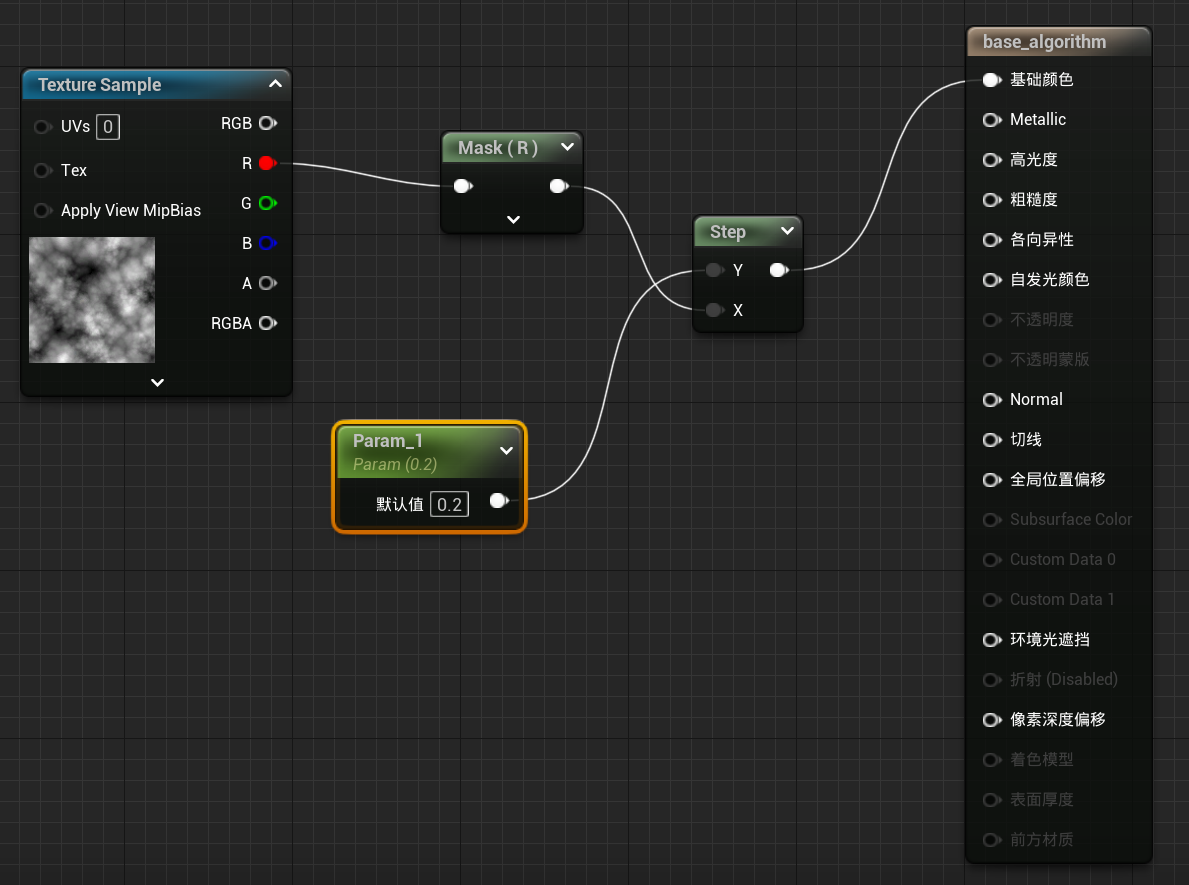 Texture Sample
UVs 0
RGB
R
Tex
G
Apply View MipBias
B
A
RGBA
Mask ( R )
Step
Y
X
Param_1
Param (0.2)
默认值 0.2
base_algorithm
基础颜色
Metallic
高光度
粗糙度
各向异性
自发光颜色
不透明度
不透明蒙版
Normal
切线
全局位置偏移
Subsurface Color
Custom Data 0
Custom Data 1
环境光遮挡
折射 (Disabled)
像素深度偏移
着色模型
表面厚度
前方材质